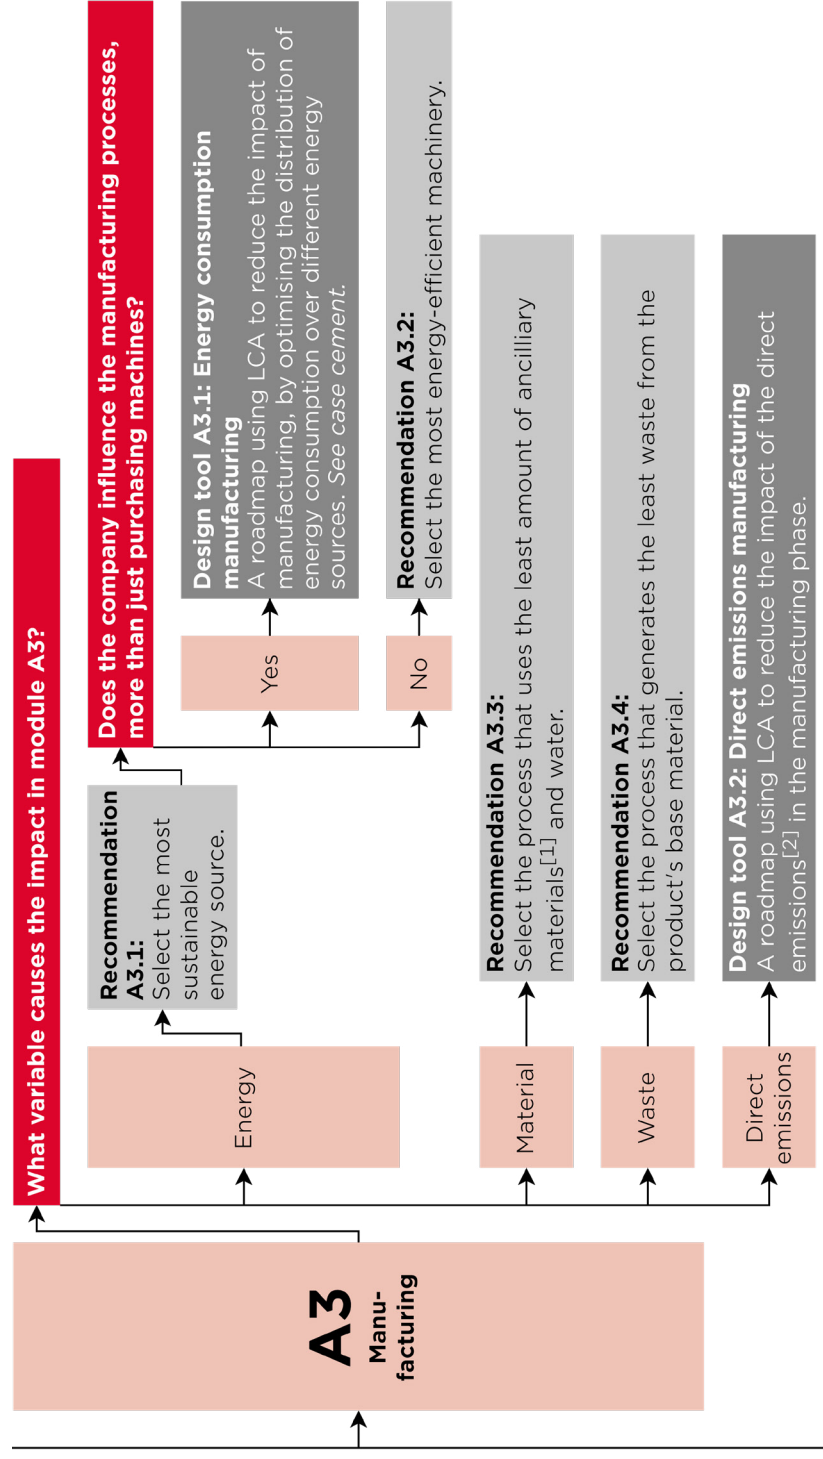 A3
Manu-
facturing
What variable causes the impact in module A3?
Energy
Recommendation
A3.1:
Select the most
sustainable
energy source.
Does the company influence the manufacturing processes,
more than just purchasing machines?
Yes
Design tool A3.1: Energy consumption
manufacturing
A roadmap using LCA to reduce the impact of
manufacturing, by optimising the distribution of
energy consumption over different energy
sources. See case cement.
No
Recommendation A3.2:
Select the most energy-efficient machinery.
Material
Recommendation A3.3:
Select the process that uses the least amount of ancilliary
materials[1] and water.
Waste
Recommendation A3.4:
Select the process that generates the least waste from the
product's base material.
Direct
emissions
Design tool A3.2: Direct emissions manufacturing
A roadmap using LCA to reduce the impact of the direct
emissions[2] in the manufacturing phase.